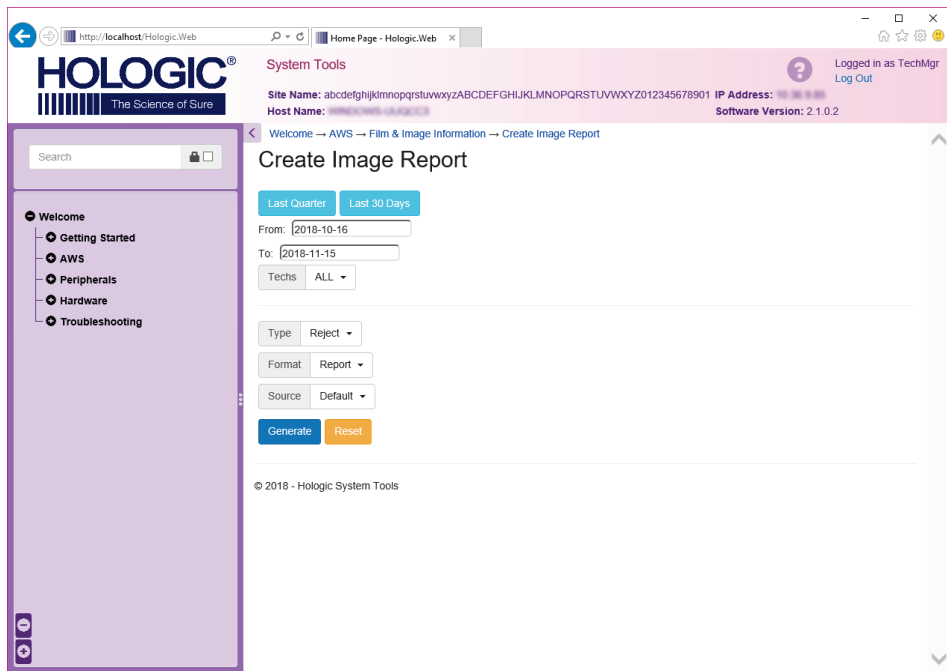 http://localhost/Hologic.Web
Home Page - Hologic.Web
HOLOGIC®
The Science of Sure
System Tools
Logged in as TechMgr
Log Out
Site Name: abcdefghijklmnopqrstuvwxyzABCDEFGHIJKLMNOPQRSTUVWXYZ012345678901 IP Address:
Host Name:
Software Version: 2.1.0.2
Search
Welcome
Getting Started
AWS
Peripherals
Hardware
Troubleshooting
Welcome → AWS → Film & Image Information → Create Image Report
Create Image Report
Last Quarter Last 30 Days
From: 2018-10-16
To: 2018-11-15
Techs ALL
Type Reject
Format Report
Source Default
Generate Reset
© 2018 - Hologic System Tools